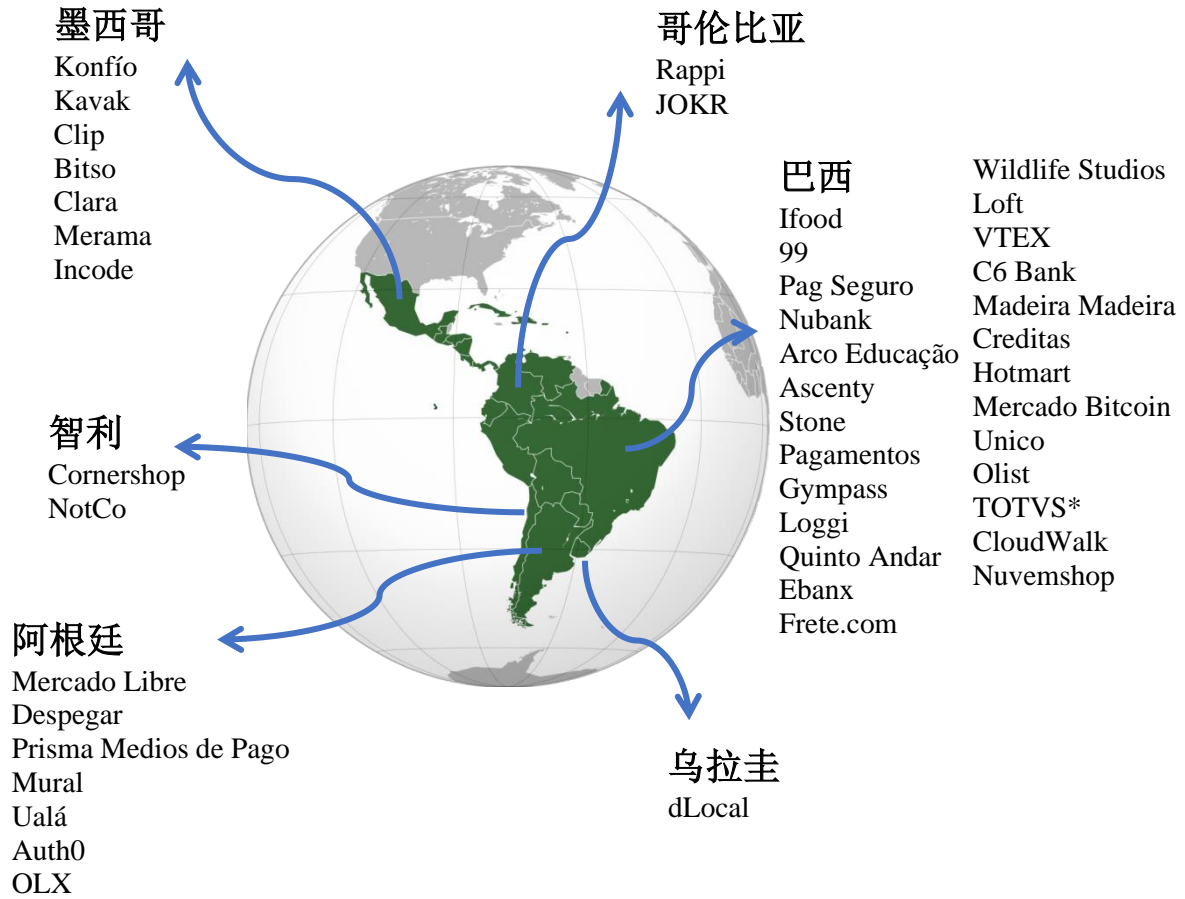 墨西哥
Konfío
Kavak
Clip
Bitso
Clara
Merama
Incode
哥伦比亚
Rappi
JOKR
巴西
Ifood
99
Pag Seguro
Nubank
Arco Educação
Ascenty
Stone
Pagamentos
Gympass
Loggi
Quinto Andar
Ebanx
Frete.com
Wildlife Studios
Loft
VTEX
C6 Bank
Madeira Madeira
Creditas
Hotmart
Mercado Bitcoin
Unico
Olist
TOTVS*
CloudWalk
Nuvemshop
智利
Cornershop
NotCo
阿根廷
Mercado Libre
Despegar
Prisma Medios de Pago
Mural
Ualá
Auth0
OLX
乌拉圭
dLocal